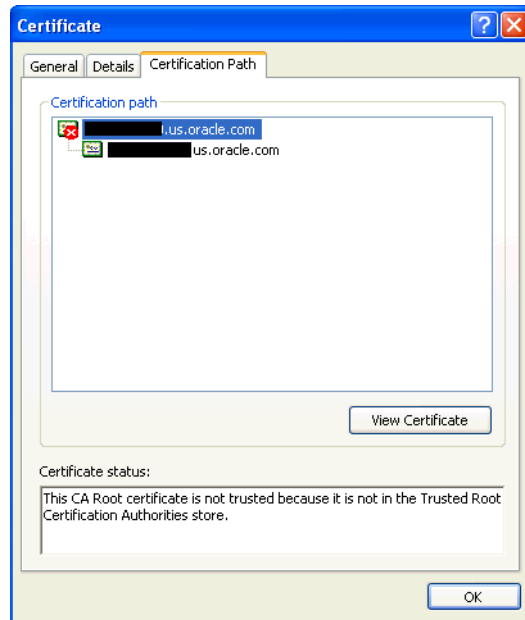 Certificate
General Details Certification Path
Certification path
.us.oracle.com
us.oracle.com
View Certificate
Certificate status:
This CA Root certificate is not trusted because it is not in the Trusted Root
Certification Authorities store.
OK